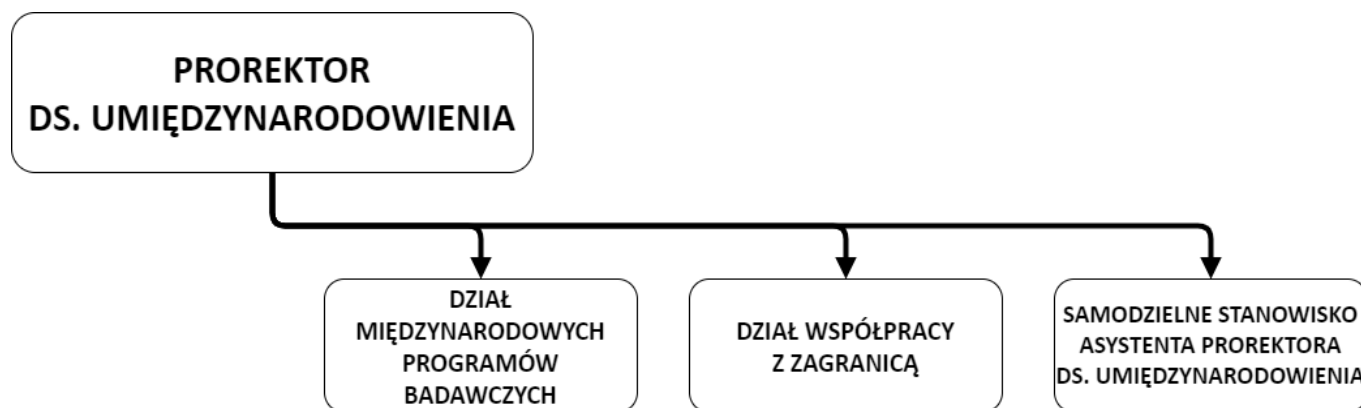 PROREKTOR
DS. UMIĘDZYNARODOWIENIA
DZIAŁ
MIĘDZYNARODOWYCH
PROGRAMÓW
BADAWCZYCH
DZIAŁ WSPÓŁPRACY
Z ZAGRANICĄ
SAMODZIELNE STANOWISKO
ASYSTENTA PROREKTORA
DS. UMIĘDZYNARODOWIENIA